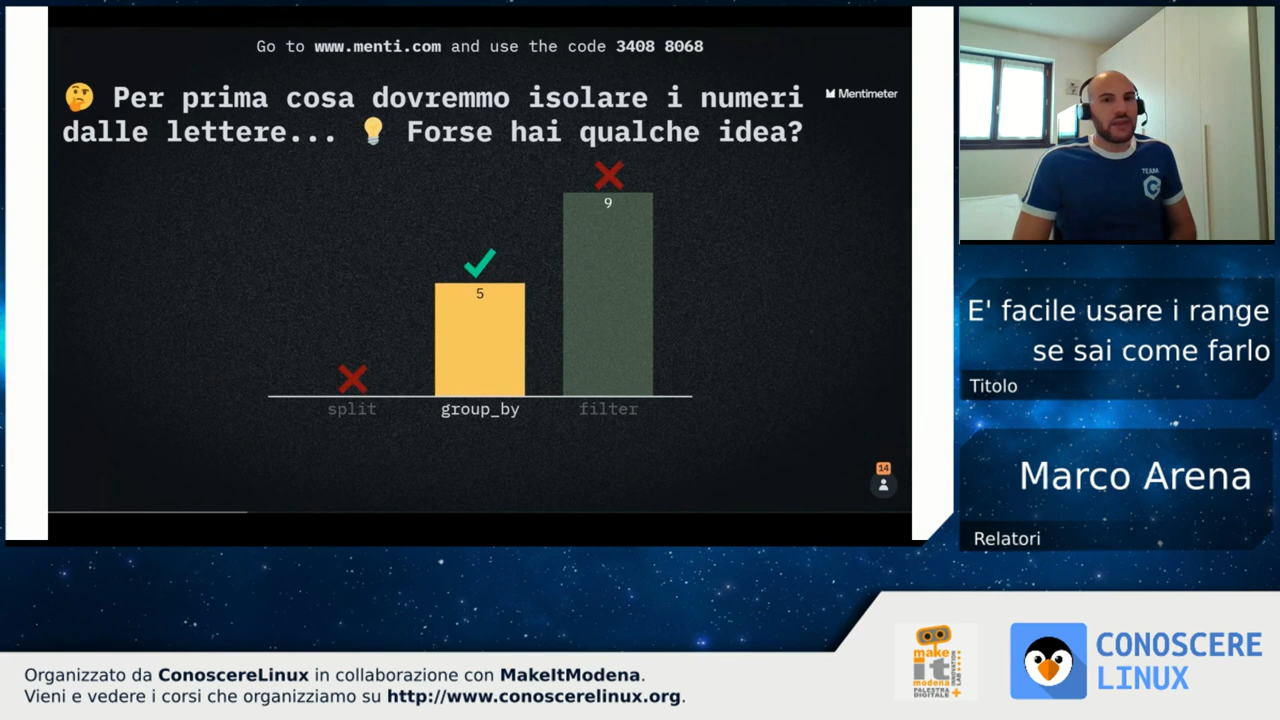 Go to www.menti.com and use the code 3408 8068
🤔 Per prima cosa dovremmo isolare i numeri
dalle lettere... 💡 Forse hai qualche idea?
Mentimeter
9
5
split
group_by
filter
14
TEAM
C
E' facile usare i range
se sai come farlo
Titolo
Marco Arena
Relatori
make
it
modena
PALESTRA
DIGITALE
INNOVATION
LAB
CONOSCERE
LINUX
Organizzato da ConoscereLinux in collaborazione con MakeItModena.
Vieni e vedere i corsi che organizziamo su http://www.conoscerelinux.org.